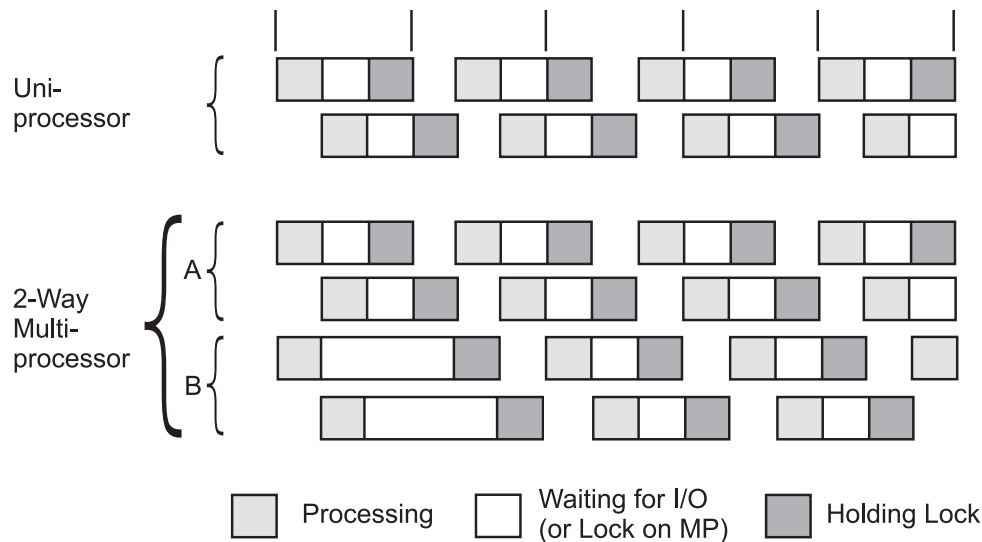 Uni-
processor
2-Way
Multi-
processor
A
B
Processing
Waiting for I/O
(or Lock on MP)
Holding Lock